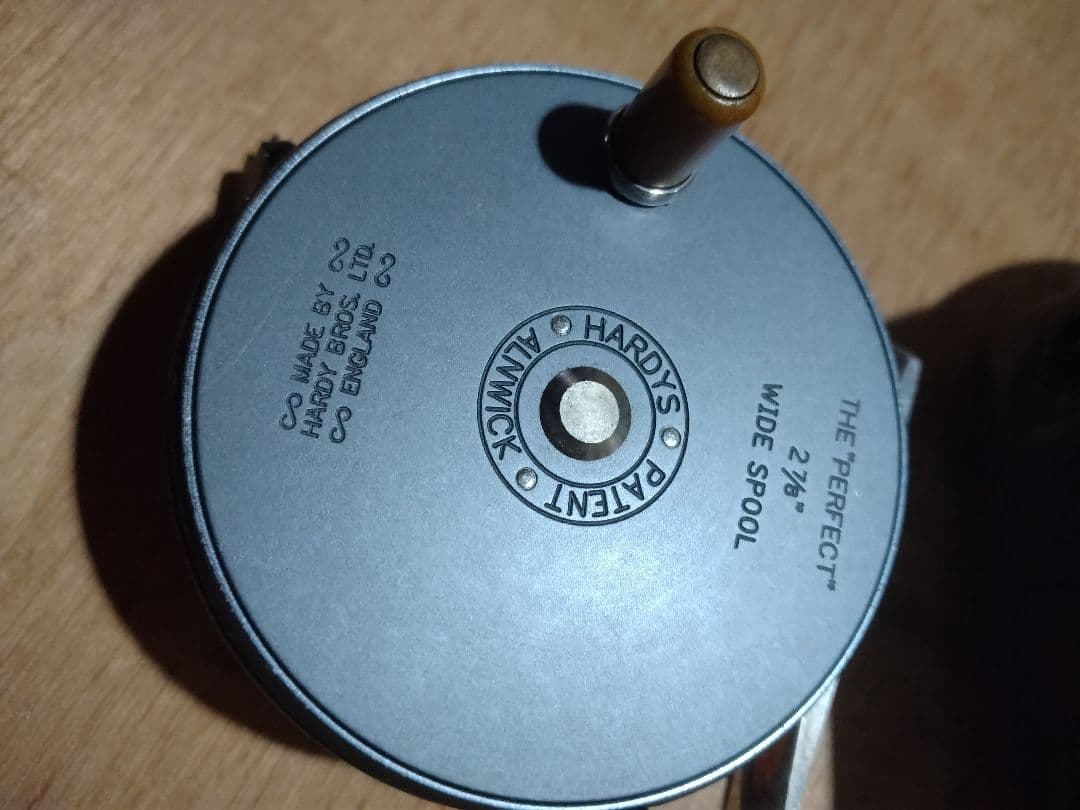 THE "PERFECT"
2 7/8"
WIDE SPOOL
HARDYS PATENT ALNWICK
MADE BY
HARDY BROS. LTD.
ENGLAND